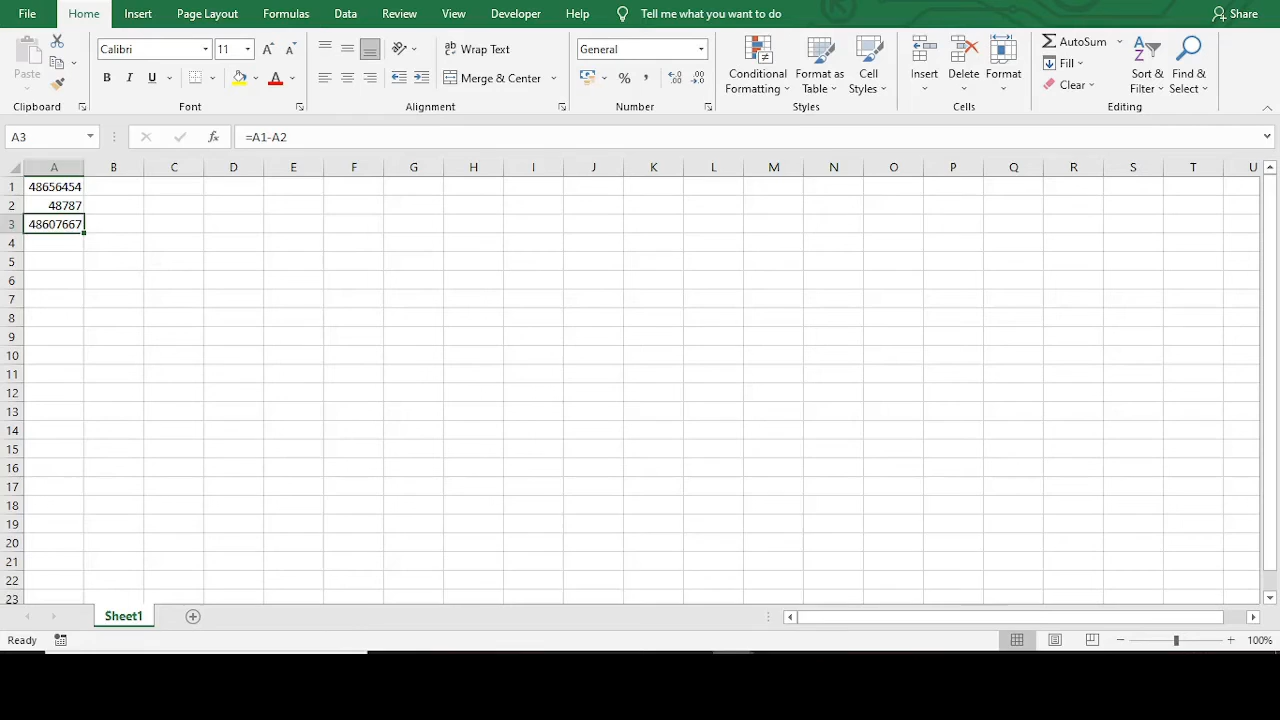 File Home Insert Page Layout Formulas Data Review View Developer Help Tell me what you want to do Share
Paste Calibri 11 A A Wrap Text General Conditional Formatting Format as Table Cell Styles Insert Delete Format AutoSum Fill Clear Sort & Filter Find & Select
B I U A Merge & Center % ,
Clipboard Font Alignment Number Styles Cells Editing
A3 fx =A1-A2
A B C D E F G H I J K L M N O P Q R S T U
1 48656454
2 48787
3 48607667
4
5
6
7
8
9
10
11
12
13
14
15
16
17
18
19
20
21
22
23
Sheet1
Ready 100%